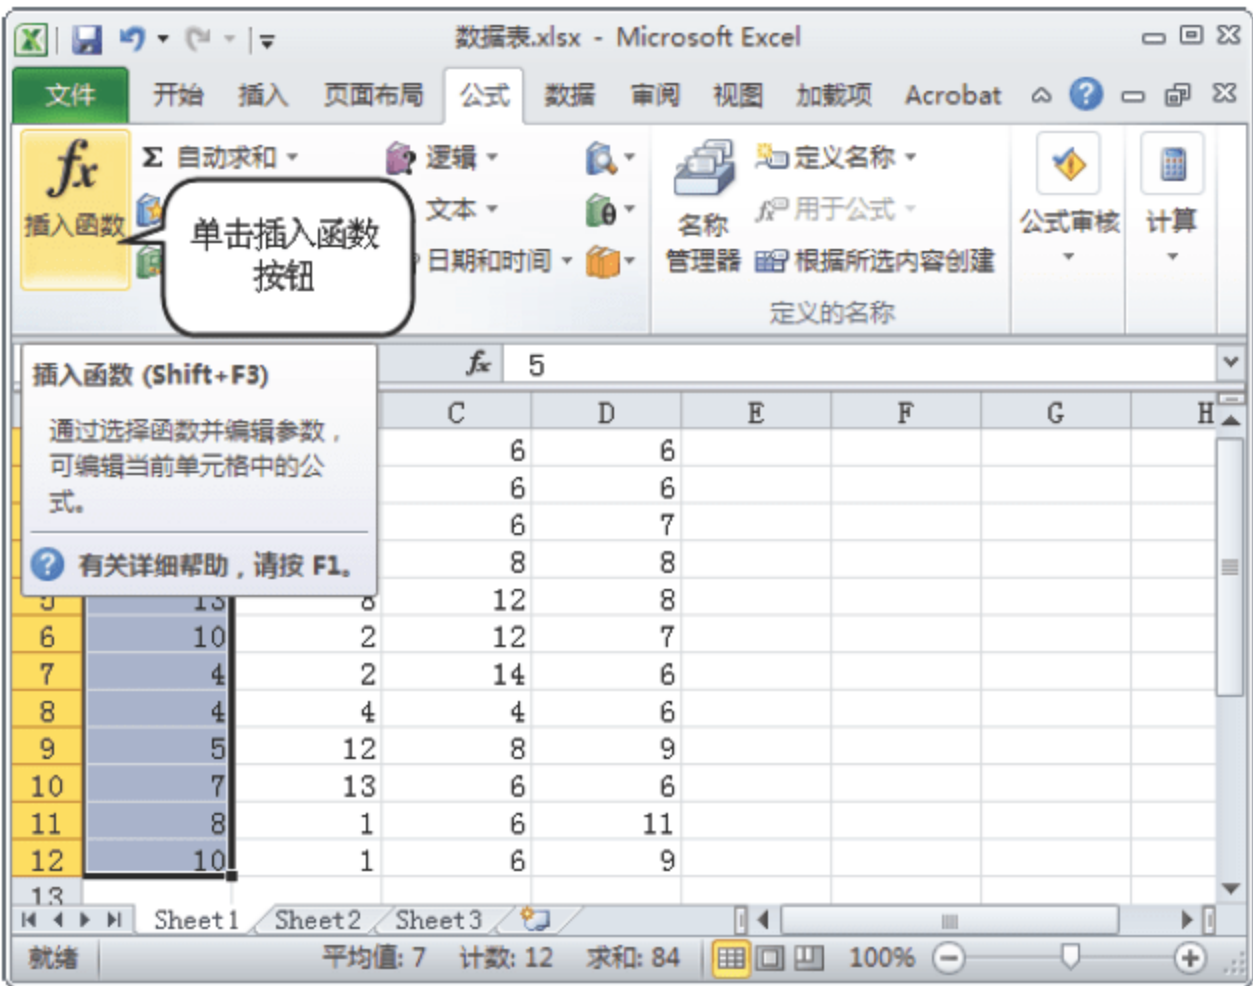 数据表.xlsx - Microsoft Excel
文件 开始 插入 页面布局 公式 数据 审阅 视图 加载项 Acrobat
fx
插入函数
Σ 自动求和
逻辑
文本
日期和时间
θ
单击插入函数
按钮
名称
管理器
定义名称
用于公式
根据所选内容创建
定义的名称
公式审核
计算
fx 5
插入函数 (Shift+F3)
通过选择函数并编辑参数，
可编辑当前单元格中的公
式。
有关详细帮助，请按 F1。
C D E F G H
6 6
6 6
6 7
8 8
5 13 8 12 8
6 10 2 12 7
7 4 2 14 6
8 4 4 4 6
9 5 12 8 9
10 7 13 6 6
11 8 1 6 11
12 10 1 6 9
13
Sheet1 Sheet2 Sheet3
就绪 平均值: 7 计数: 12 求和: 84 100%